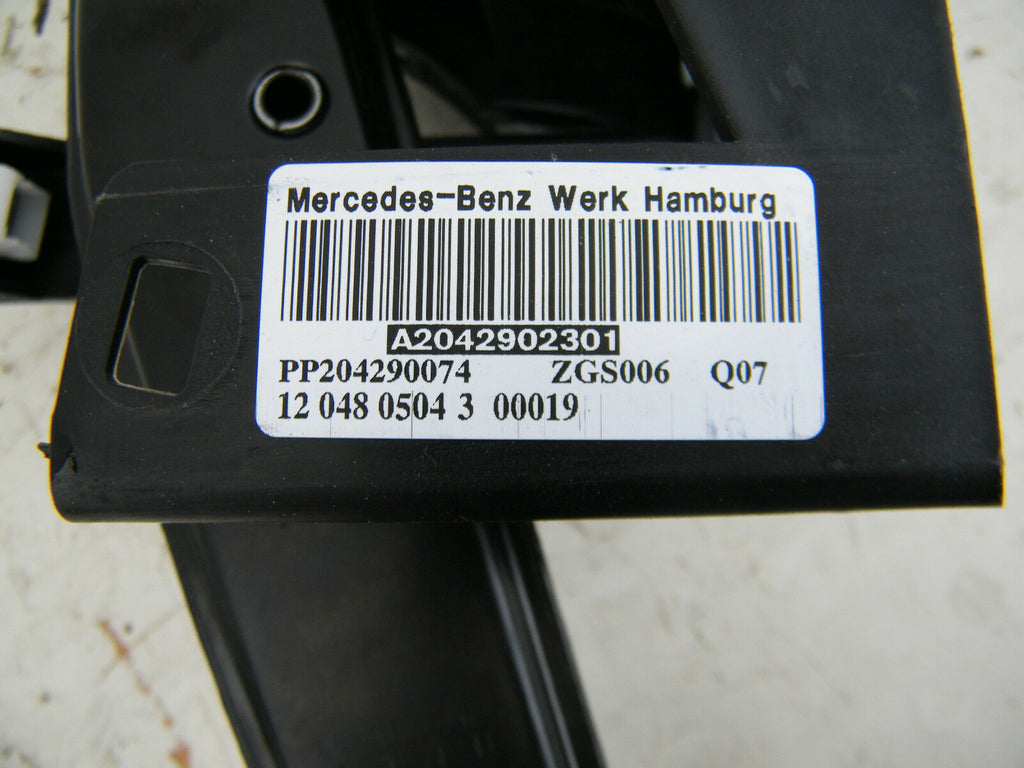 Mercedes-Benz Werk Hamburg
A2042902301
PP204290074 ZGS006 Q07
12 048 0504 3 00019